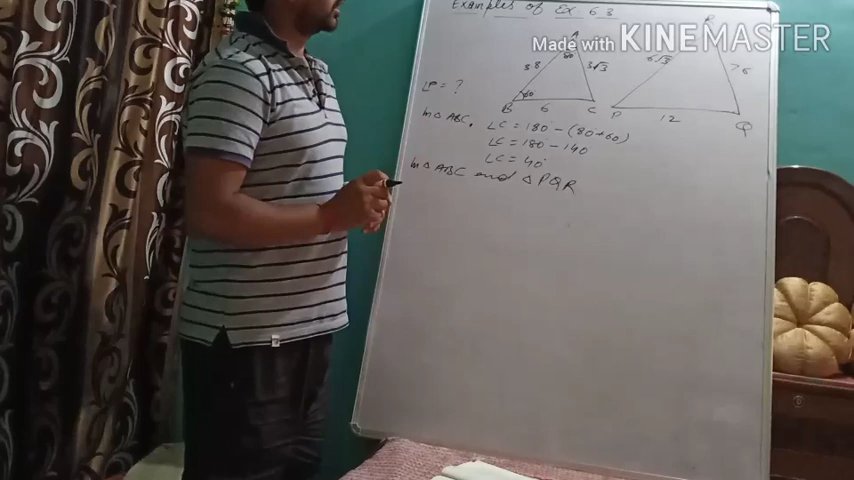 Examples of Ex 6.3
Made with KINEMASTER
A
80
3.8
3√3
60
B
6
C
6√3
7.6
P
12
Q
∠P = ?
In △ ABC,
∠C = 180° - (80°+60°)
∠C = 180 - 140
∠C = 40°
In △ ABC and △ PQR